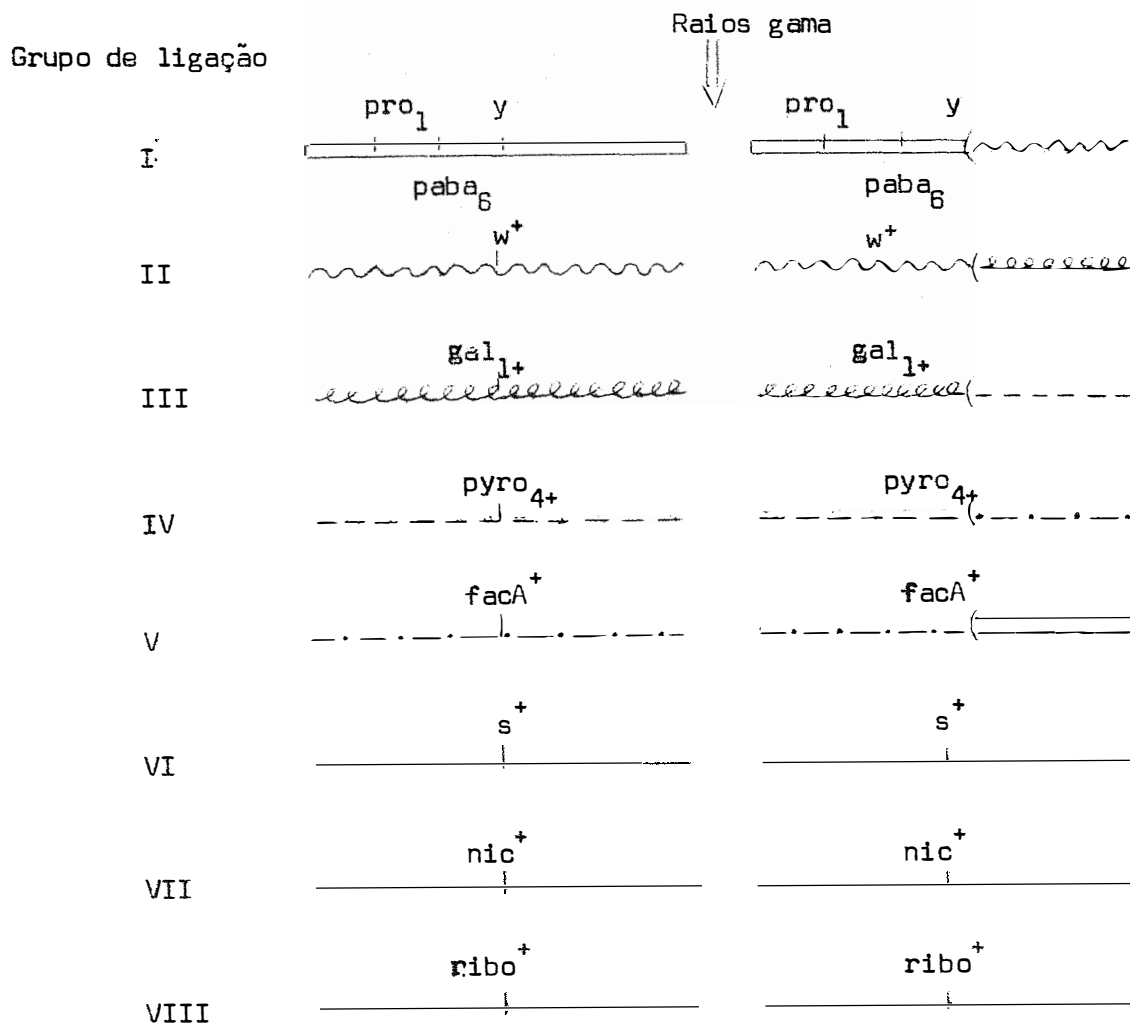 Raios gama
Grupo de ligação
pro1 y pro1 y
I
paba6 paba6
w+ w+
II
gal1+ gal1+
III
pyro4+ pyro4+
IV
facA+ facA+
V
s+ s+
VI
nic+ nic+
VII
ribo+ ribo+
VIII